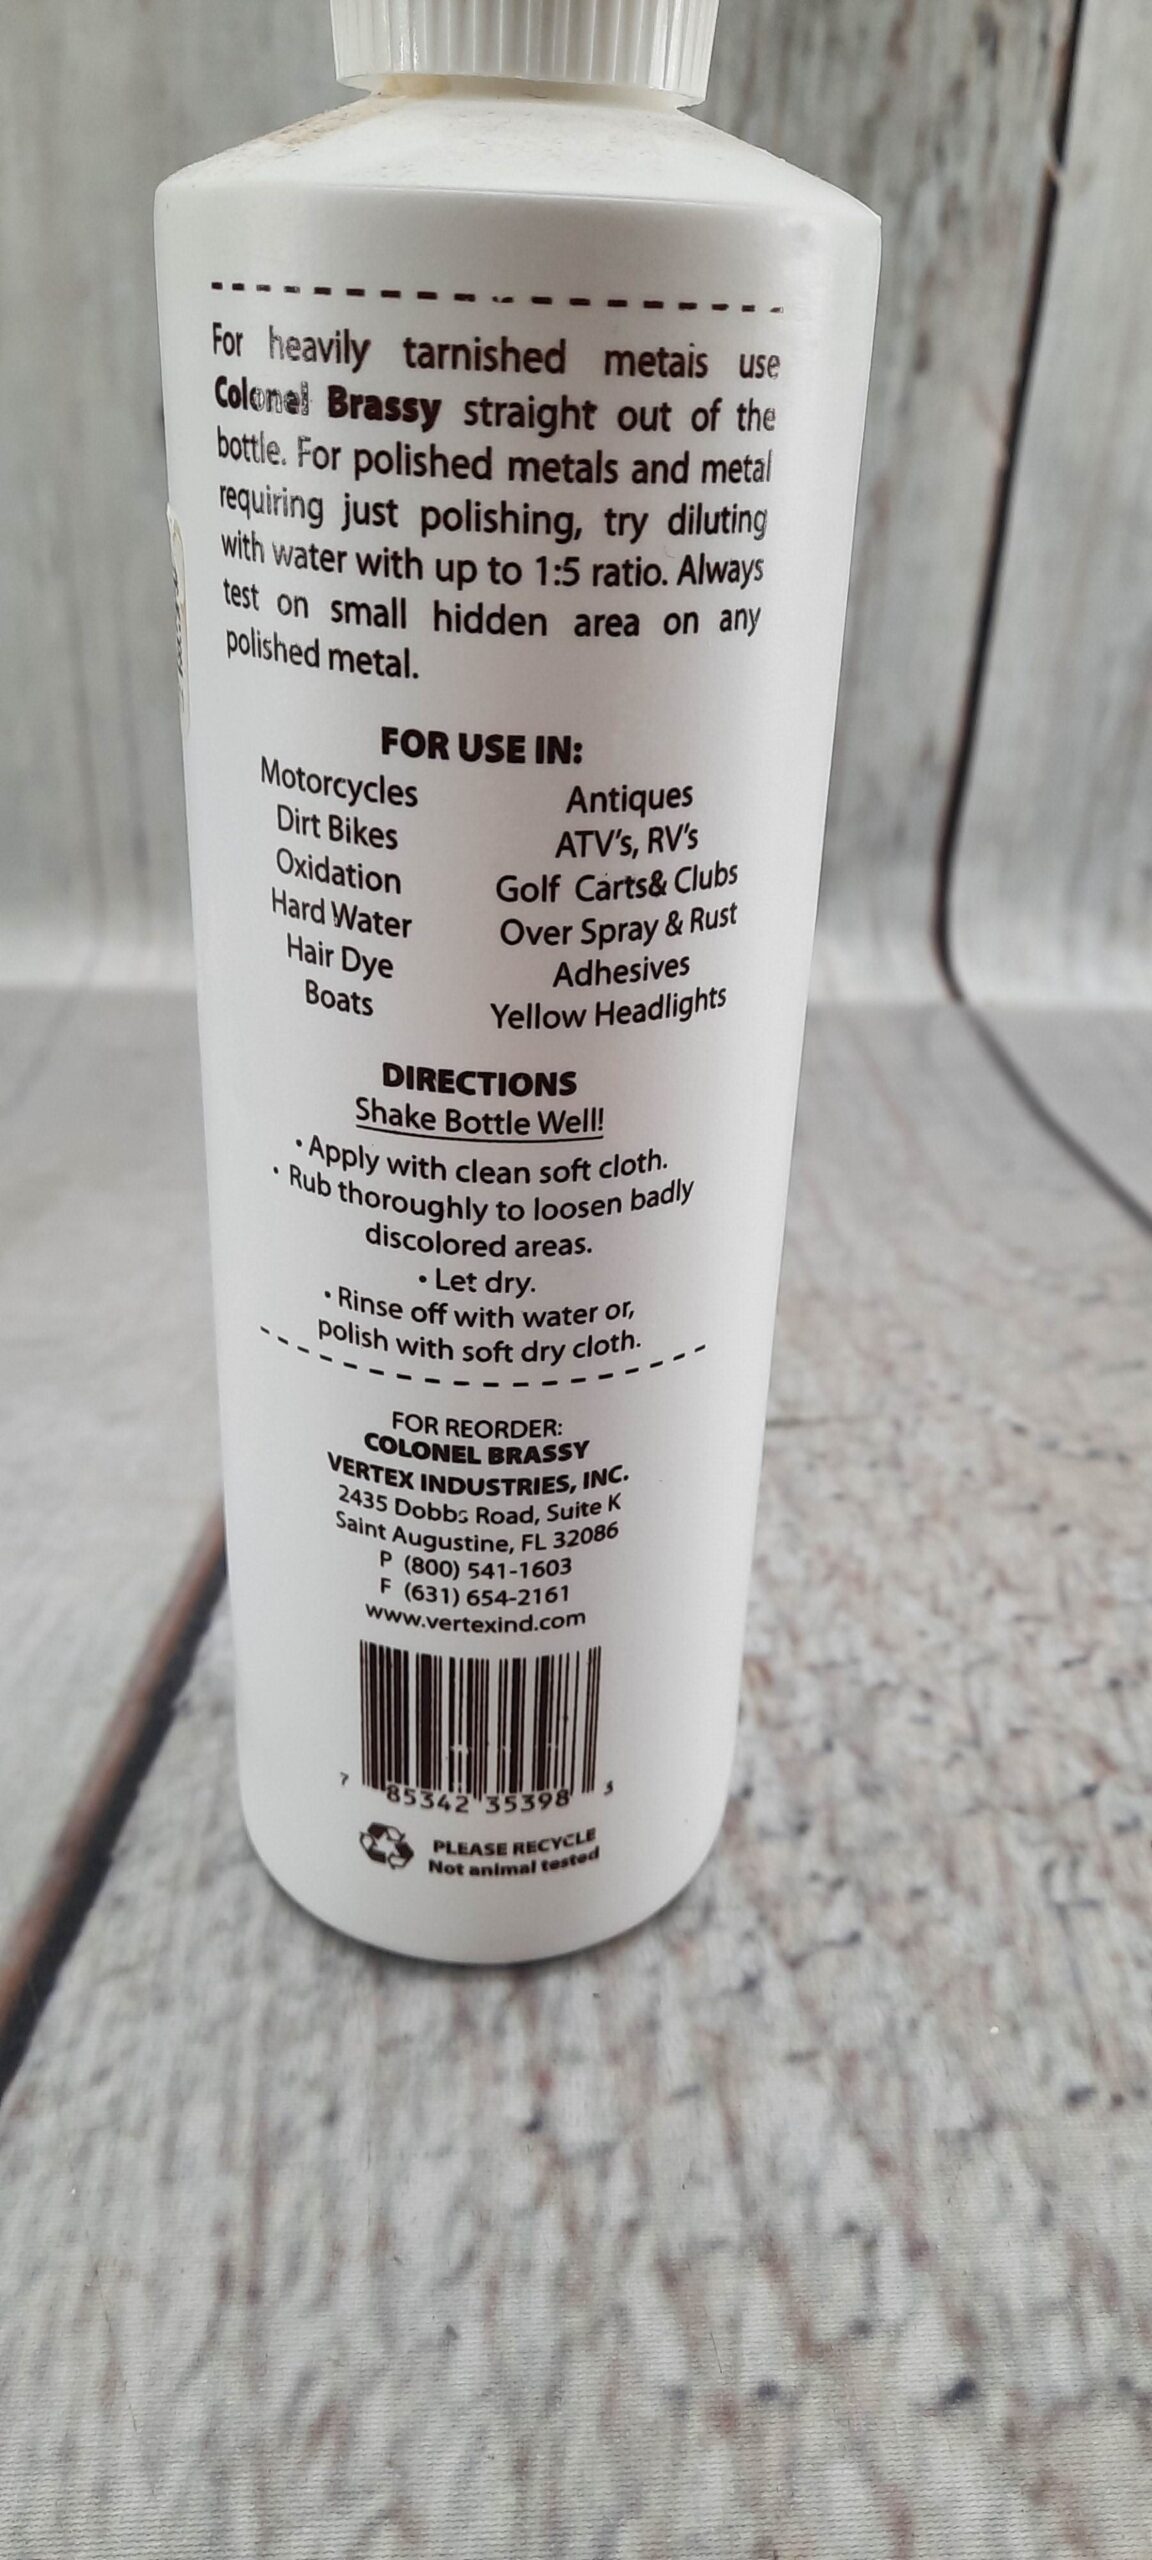 For heavily tarnished metals use
Colonel Brassy straight out of the
bottle. For polished metals and metal
requiring just polishing, try diluting
with water with up to 1:5 ratio. Always
test on small hidden area on any
polished metal.
FOR USE IN:
Motorcycles
Dirt Bikes
Oxidation
Hard Water
Hair Dye
Boats
Antiques
ATV's, RV's
Golf Carts& Clubs
Over Spray & Rust
Adhesives
Yellow Headlights
DIRECTIONS
Shake Bottle Well!
• Apply with clean soft cloth.
• Rub thoroughly to loosen badly
discolored areas.
• Let dry.
• Rinse off with water or,
polish with soft dry cloth.
FOR REORDER:
COLONEL BRASSY
VERTEX INDUSTRIES, INC.
2435 Dobbs Road, Suite K
Saint Augustine, FL 32086
P (800) 541-1603
F (631) 654-2161
www.vertexind.com
7 85342 35398
PLEASE RECYCLE
Not animal tested